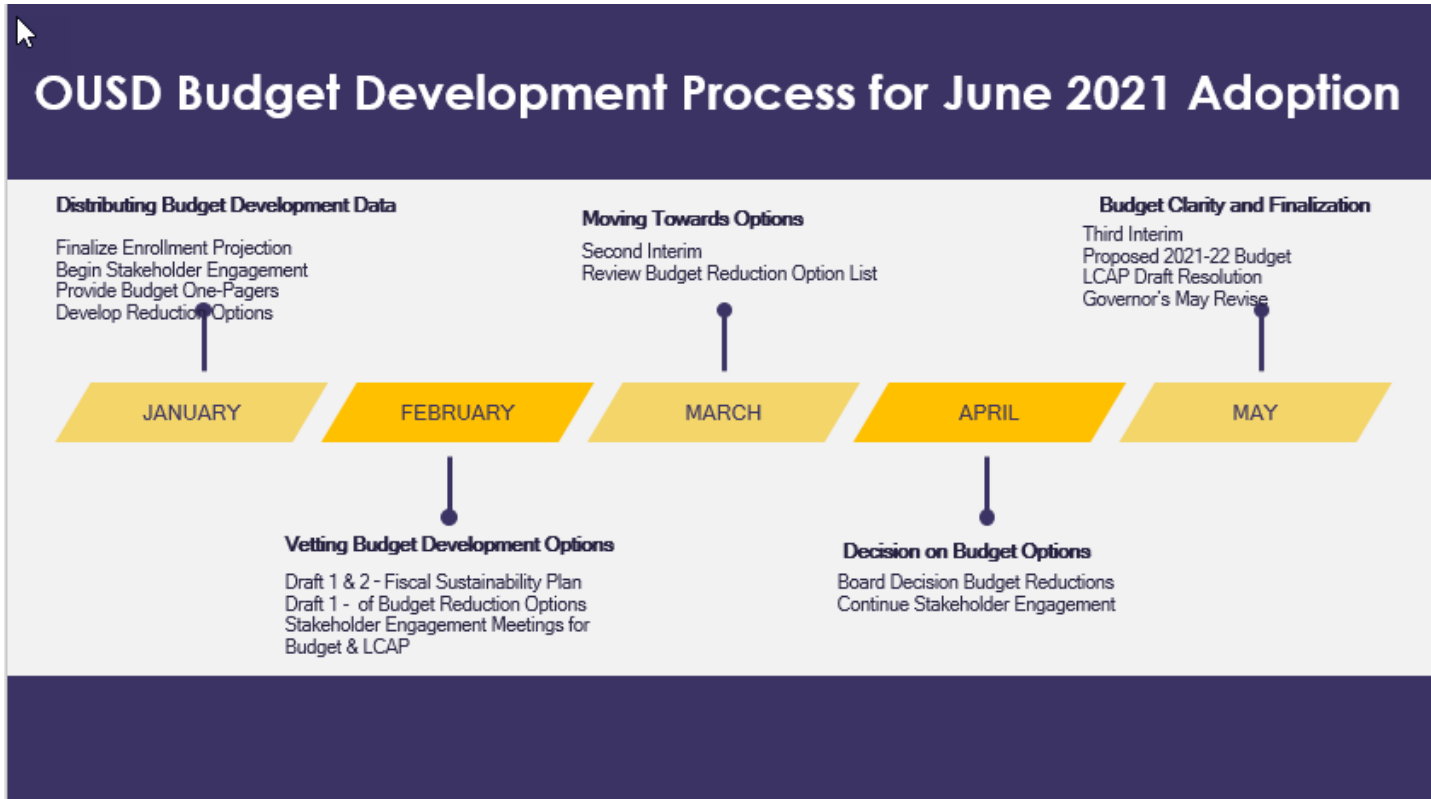 OUSD Budget Development Process for June 2021 Adoption
Distributing Budget Development Data
Finalize Enrollment Projection
Begin Stakeholder Engagement
Provide Budget One-Pagers
Develop Reduction Options
Moving Towards Options
Second Interim
Review Budget Reduction Option List
Budget Clarity and Finalization
Third Interim
Proposed 2021-22 Budget
LCAP Draft Resolution
Governor's May Revise
JANUARY
FEBRUARY
MARCH
APRIL
MAY
Vetting Budget Development Options
Draft 1 & 2 - Fiscal Sustainability Plan
Draft 1 - of Budget Reduction Options
Stakeholder Engagement Meetings for
Budget & LCAP
Decision on Budget Options
Board Decision Budget Reductions
Continue Stakeholder Engagement